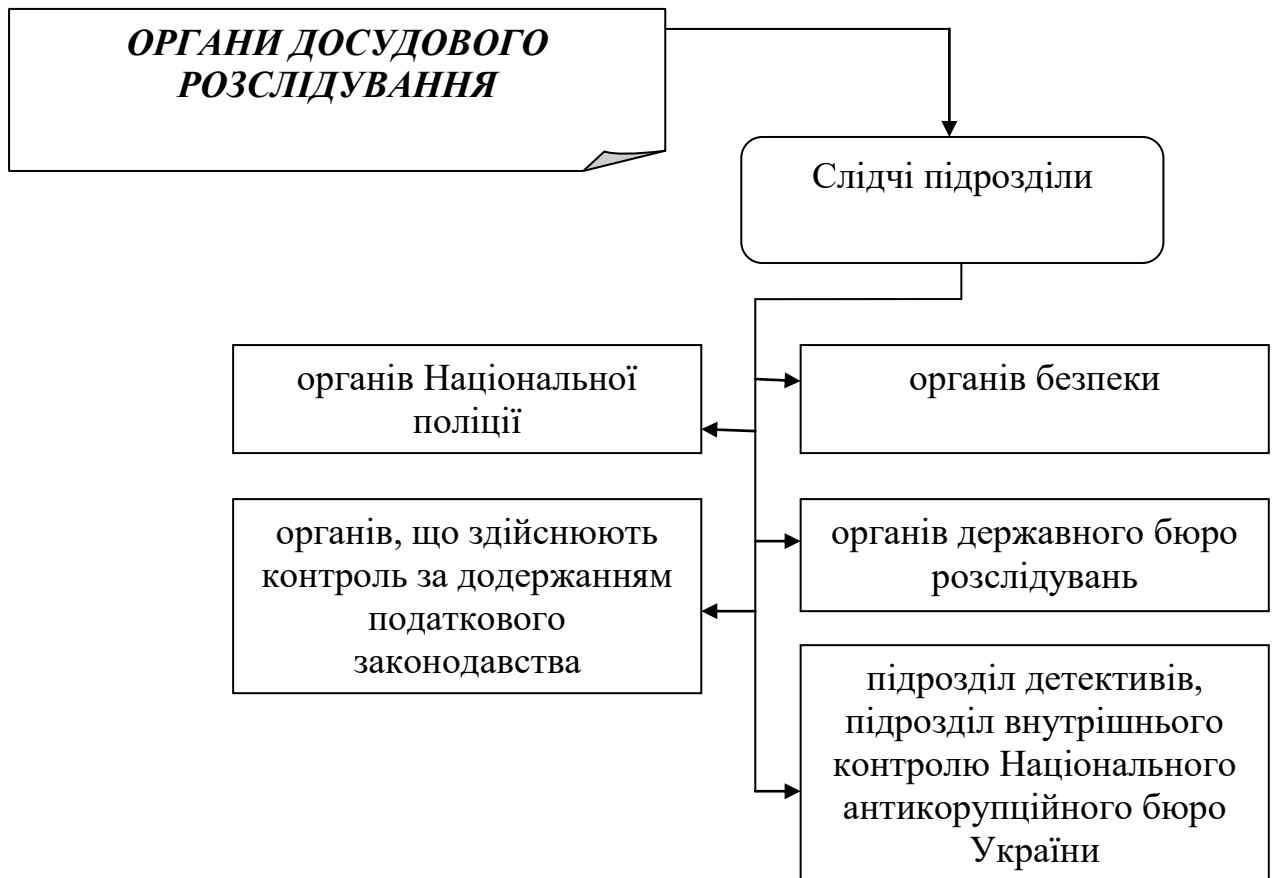 ОРГАНИ ДОСУДОВОГО
РОЗСЛІДУВАННЯ
Слідчі підрозділи
органів Національної
поліції
органів безпеки
органів, що здійснюють
контроль за додержанням
податкового
законодавства
органів державного бюро
розслідувань
підрозділ детективів,
підрозділ внутрішнього
контролю Національного
антикорупційного бюро
України